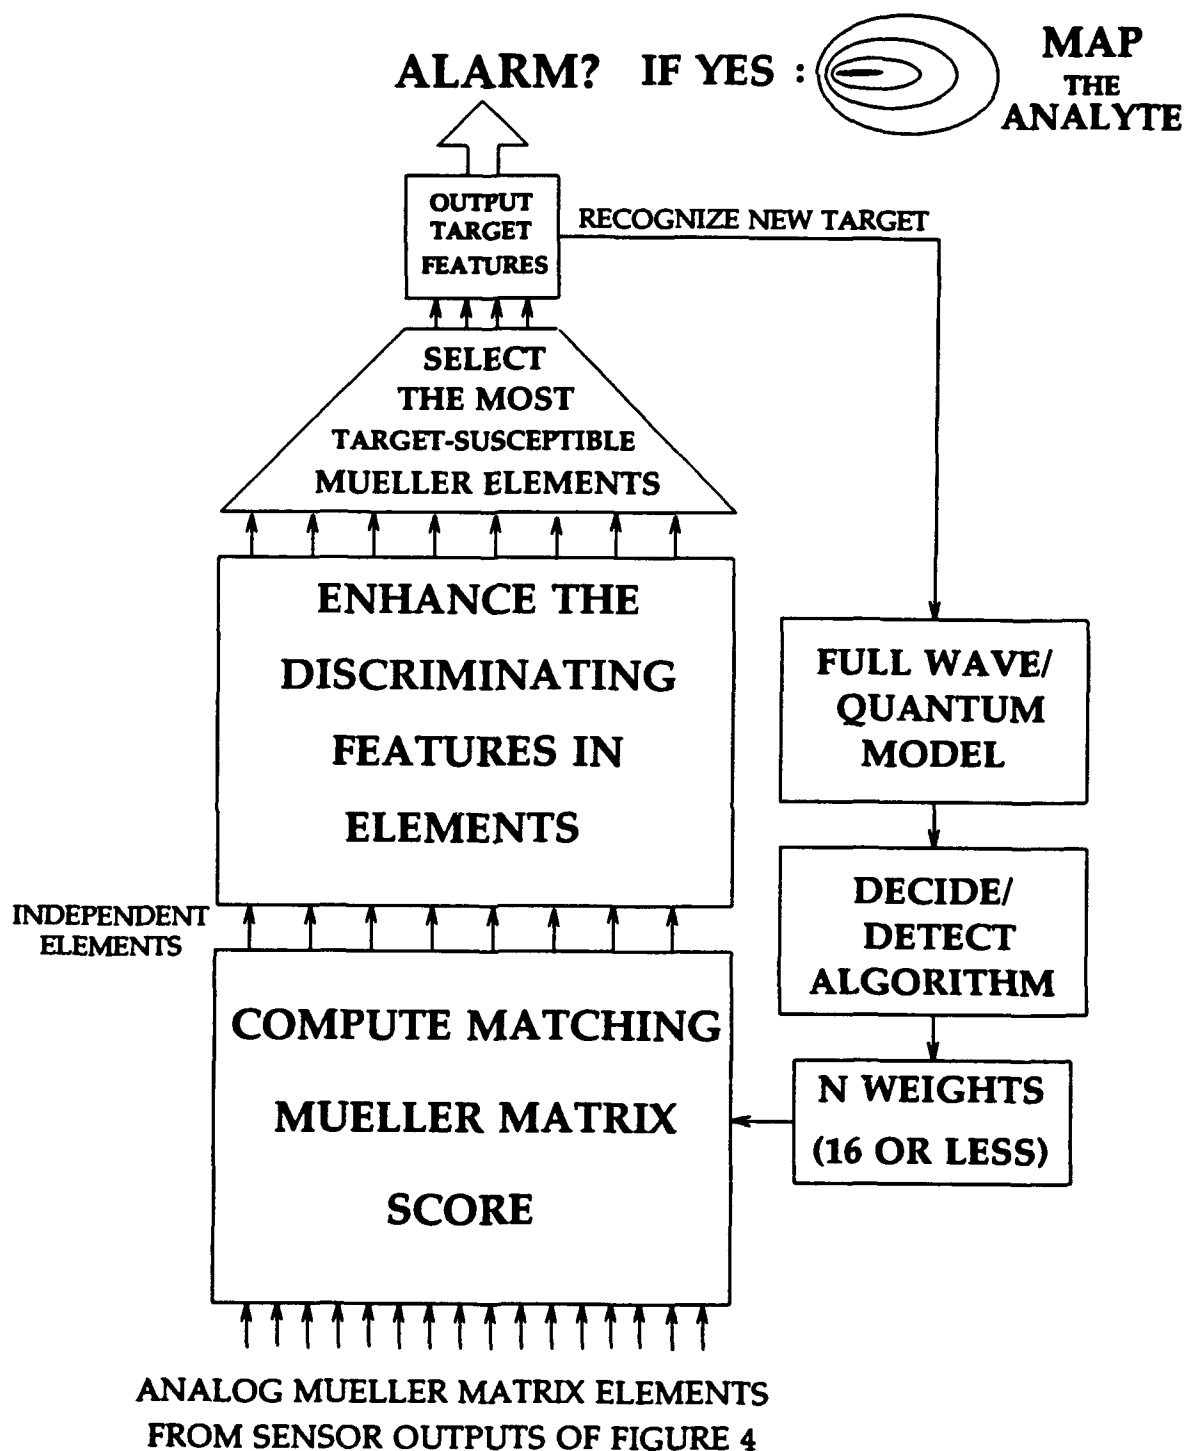 ALARM? IF YES :
MAP
THE
ANALYTE
OUTPUT
TARGET
FEATURES
RECOGNIZE NEW TARGET
SELECT
THE MOST
TARGET-SUSCEPTIBLE
MUELLER ELEMENTS
ENHANCE THE
DISCRIMINATING
FEATURES IN
ELEMENTS
FULL WAVE/
QUANTUM
MODEL
DECIDE/
DETECT
ALGORITHM
N WEIGHTS
(16 OR LESS)
INDEPENDENT
ELEMENTS
COMPUTE MATCHING
MUELLER MATRIX
SCORE
ANALOG MUELLER MATRIX ELEMENTS
FROM SENSOR OUTPUTS OF FIGURE 4